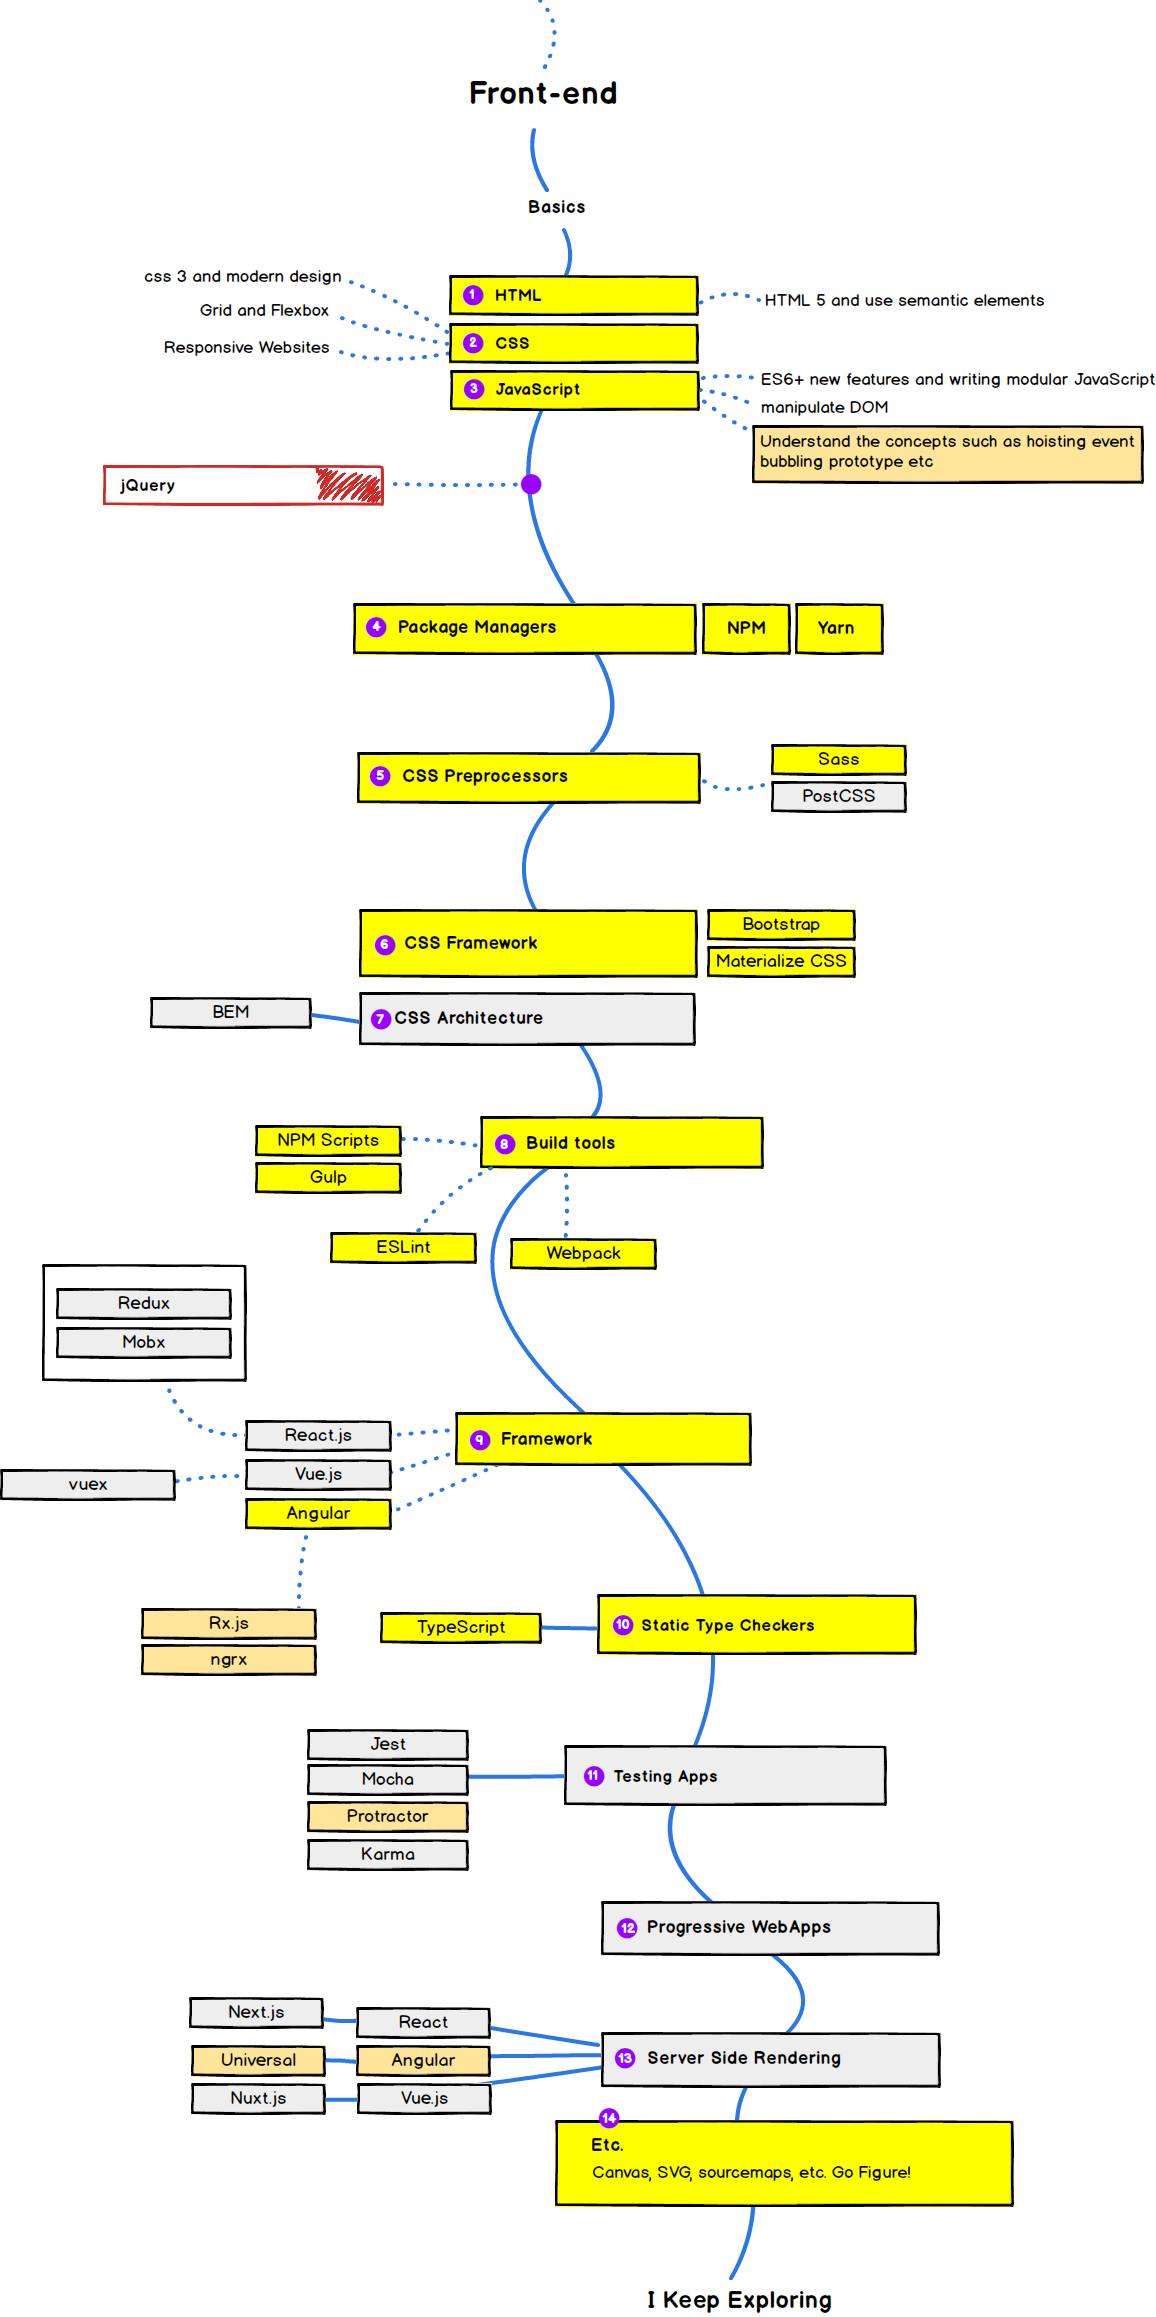 Front-end
Basics
css 3 and modern design
Grid and Flexbox
Responsive Websites
1 HTML
HTML 5 and use semantic elements
2 CSS
3 JavaScript
ES6+ new features and writing modular JavaScript
manipulate DOM
Understand the concepts such as hoisting event
bubbling prototype etc
jQuery
4 Package Managers
NPM
Yarn
5 CSS Preprocessors
Sass
PostCSS
6 CSS Framework
Bootstrap
Materialize CSS
BEM
7 CSS Architecture
8 Build tools
NPM Scripts
Gulp
ESLint
Webpack
Redux
Mobx
9 Framework
React.js
Vue.js
vuex
Angular
Rx.js
ngrx
TypeScript
10 Static Type Checkers
Jest
Mocha
Protractor
Karma
11 Testing Apps
12 Progressive WebApps
Next.js
React
Universal
Angular
Nuxt.js
Vue.js
13 Server Side Rendering
14
Etc.
Canvas, SVG, sourcemaps, etc. Go Figure!
I Keep Exploring